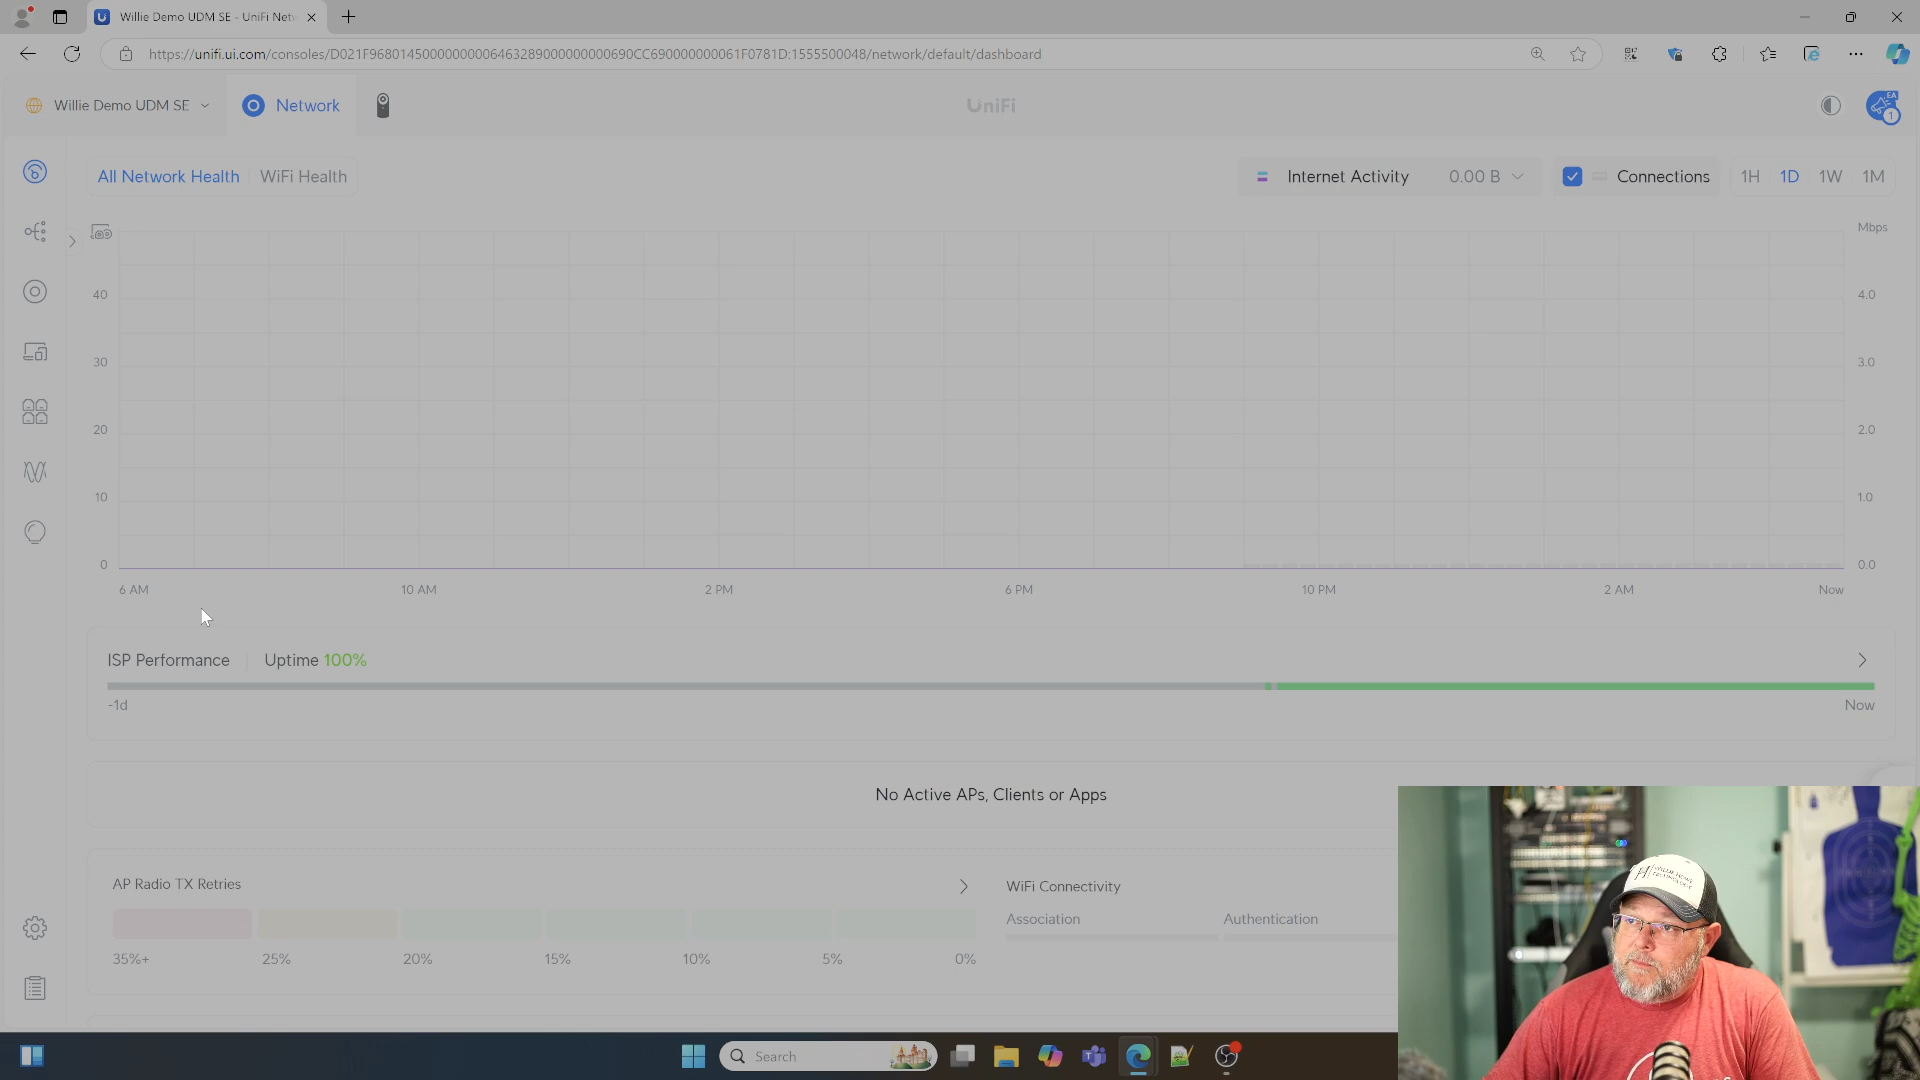 Willie Demo UDM SE - UniFi Netw
https://unifi.ui.com/consoles/D021F9680145000000000646328900000000690CC690000000061F0781D:1555500048/network/default/dashboard
Willie Demo UDM SE
Network
UniFi
EA
1
All Network Health
WiFi Health
Internet Activity
0.00 B
Connections
1H
1D
1W
1M
Mbps
40
4.0
30
3.0
20
2.0
10
1.0
0
0.0
6 AM
10 AM
2 PM
6 PM
10 PM
2 AM
Now
ISP Performance
Uptime 100%
-1d
Now
No Active APs, Clients or Apps
AP Radio TX Retries
35%+
25%
20%
15%
10%
5%
0%
WiFi Connectivity
Association
Authentication
Search